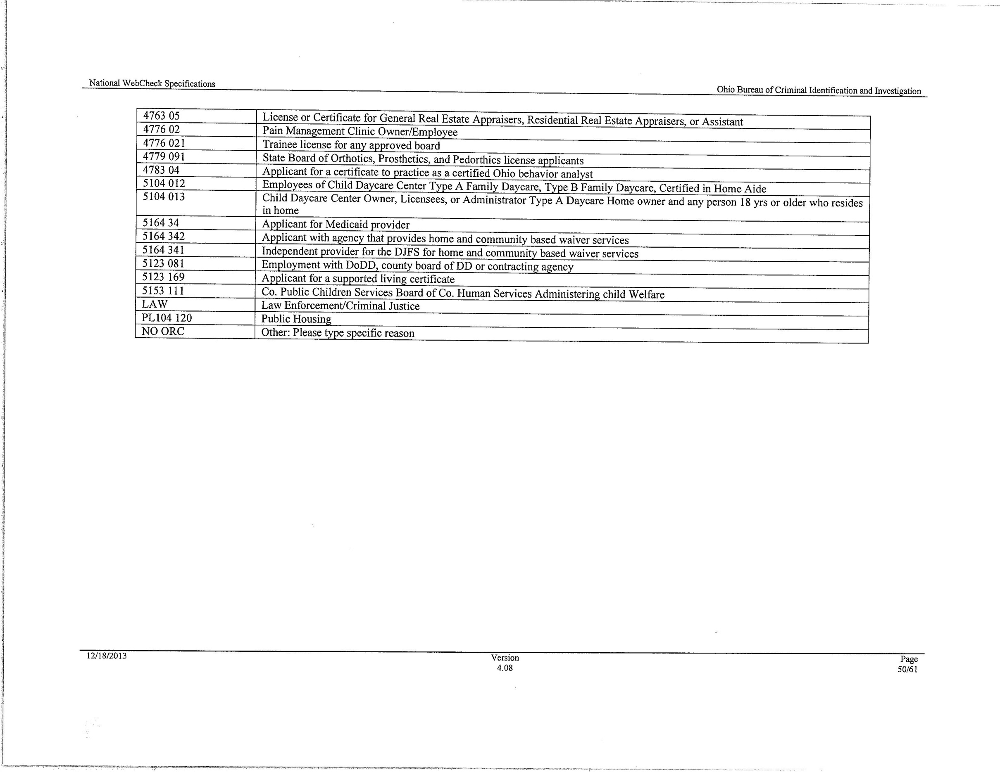 National WebCheck Specifications
Ohio Bureau of Criminal Identification and Investigation
4763 05 License or Certificate for General Real Estate Appraisers, Residential Real Estate Appraisers, or Assistant
4776 02 Pain Management Clinic Owner/Employee
4776 021 Trainee license for any approved board
4779 091 State Board of Orthotics, Prosthetics, and Pedorthics license applicants
4783 04 Applicant for a certificate to practice as a certified Ohio behavior analyst
5104 012 Employees of Child Daycare Center Type A Family Daycare, Type B Family Daycare, Certified in Home Aide
5104 013 Child Daycare Center Owner, Licensees, or Administrator Type A Daycare Home owner and any person 18 yrs or older who resides
in home
5164 34 Applicant for Medicaid provider
5164 342 Applicant with agency that provides home and community based waiver services
5164 341 Independent provider for the DJFS for home and community based waiver services
5123 081 Employment with DoDD, county board of DD or contracting agency
5123 169 Applicant for a supported living certificate
5153 111 Co. Public Children Services Board of Co. Human Services Administering child Welfare
LAW Law Enforcement/Criminal Justice
PL104 120 Public Housing
NO ORC Other: Please type specific reason
12/18/2013
Version
4.08
Page
50/61